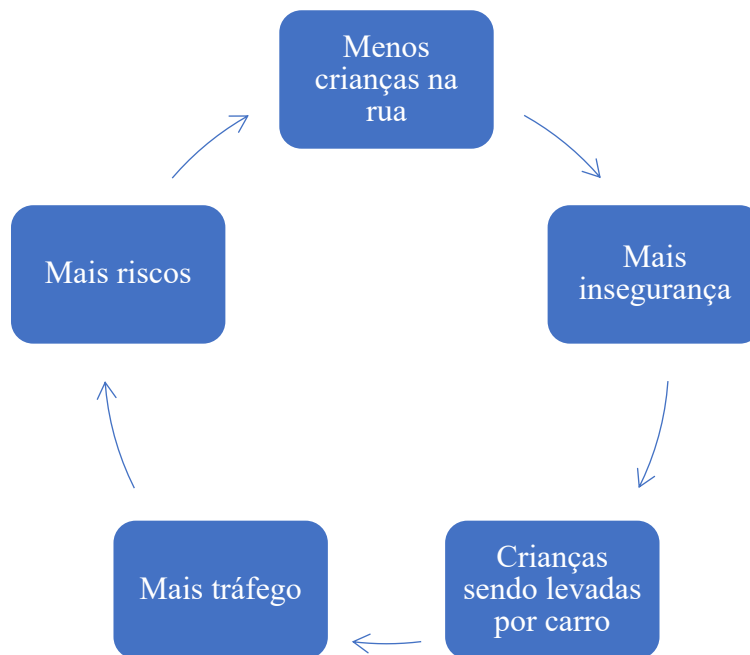 Menos
crianças na
rua
Mais
insegurança
Crianças
sendo levadas
por carro
Mais tráfego
Mais riscos